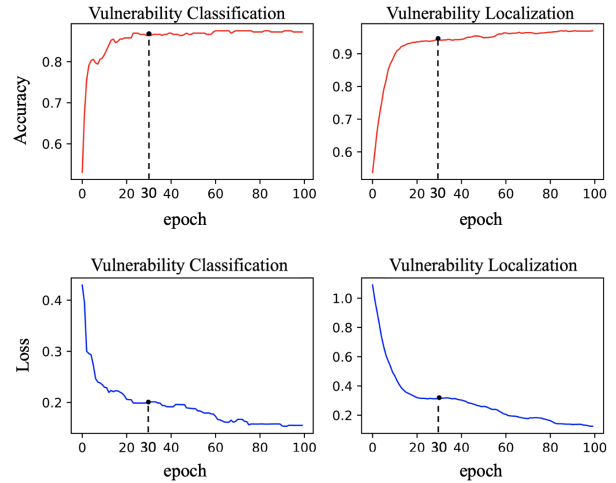 Vulnerability Classification
Accuracy
0.8
0.7
0.6
0 20 30 40 60 80 100
epoch
Vulnerability Localization
0.9
0.8
0.7
0.6
0 20 30 40 60 80 100
epoch
Vulnerability Classification
Loss
0.4
0.3
0.2
0 20 30 40 60 80 100
epoch
Vulnerability Localization
1.0
0.8
0.6
0.4
0.2
0 20 30 40 60 80 100
epoch